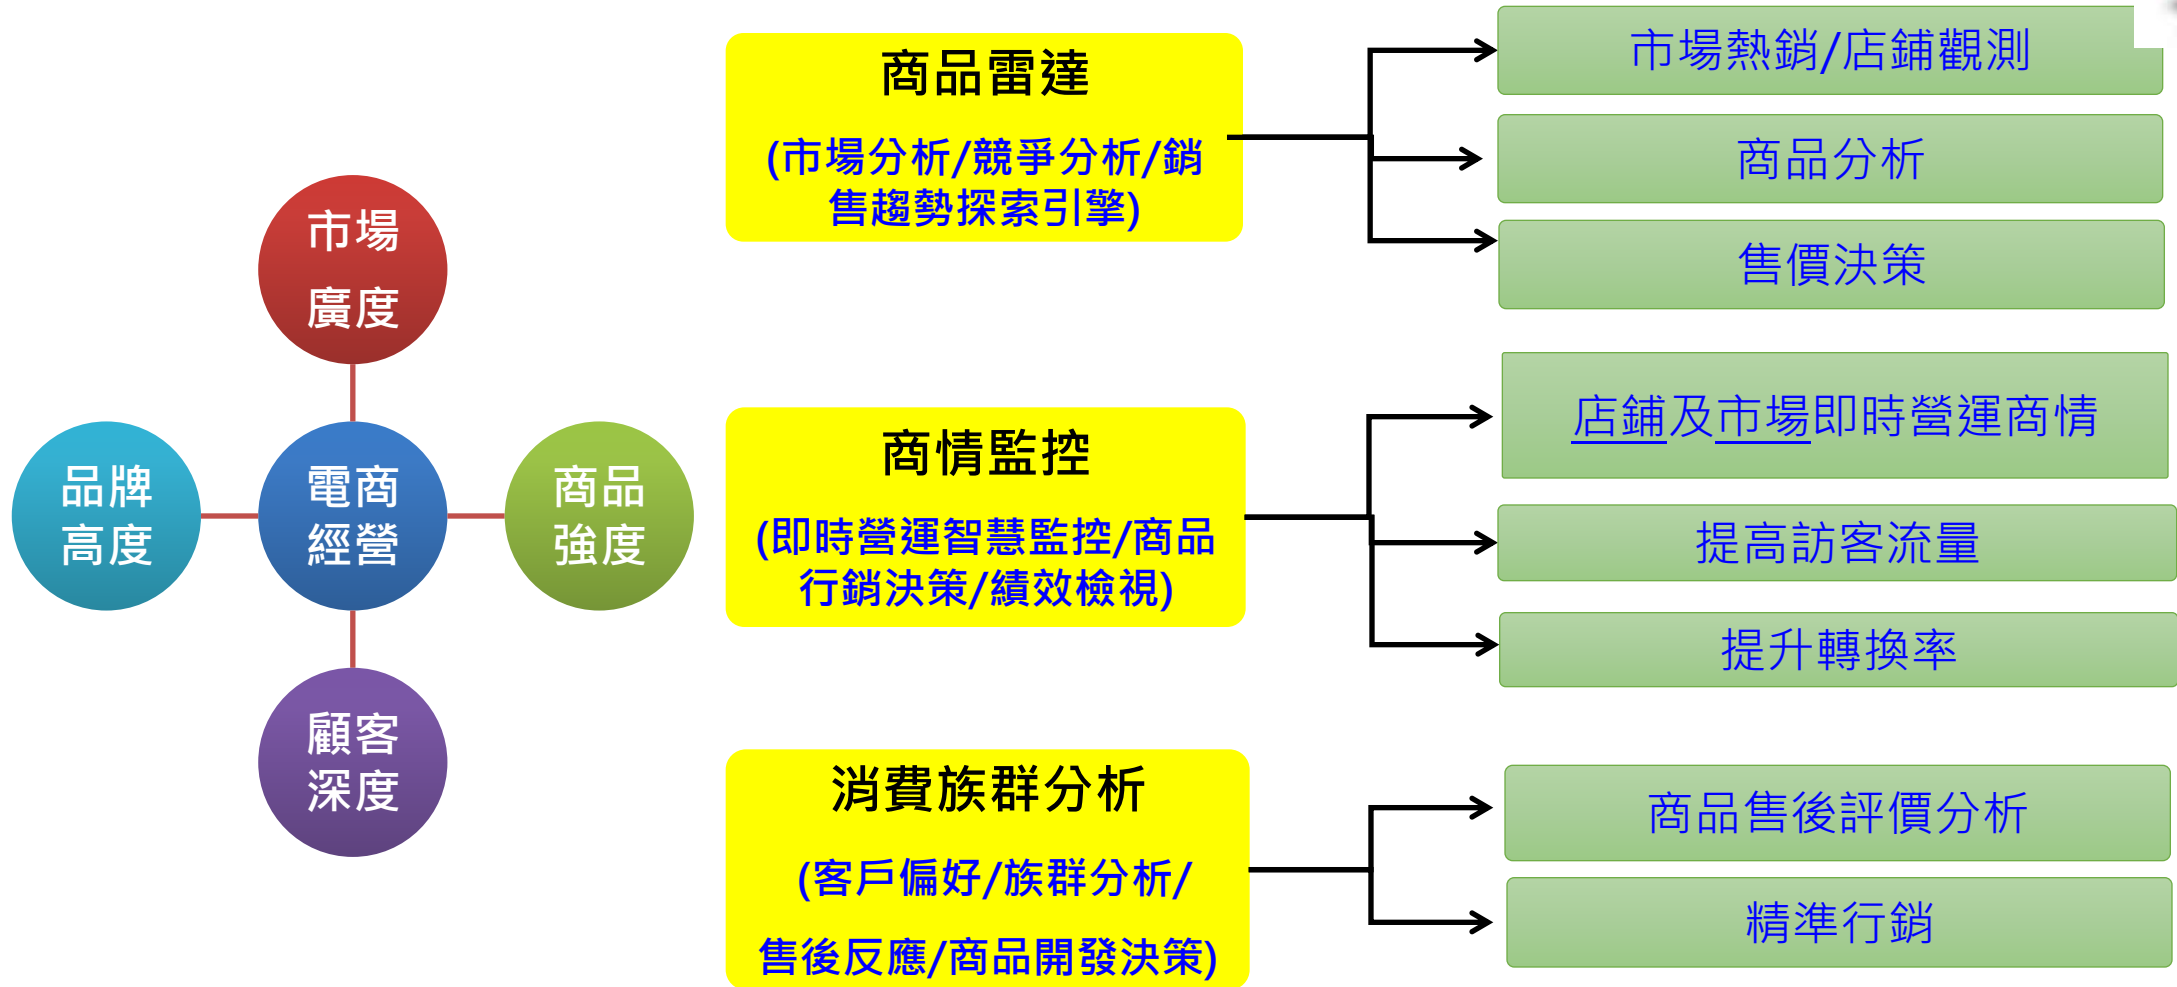 市場
廣度
品牌
高度
電商
經營
商品
強度
顧客
深度
商品雷達
(市場分析/競爭分析/銷
售趨勢探索引擎)
市場熱銷/店鋪觀測
商品分析
售價決策
商情監控
(即時營運智慧監控/商品
行銷決策/績效檢視)
店鋪及市場即時營運商情
提高訪客流量
提升轉換率
消費族群分析
(客戶偏好/族群分析/
售後反應/商品開發決策)
商品售後評價分析
精準行銷